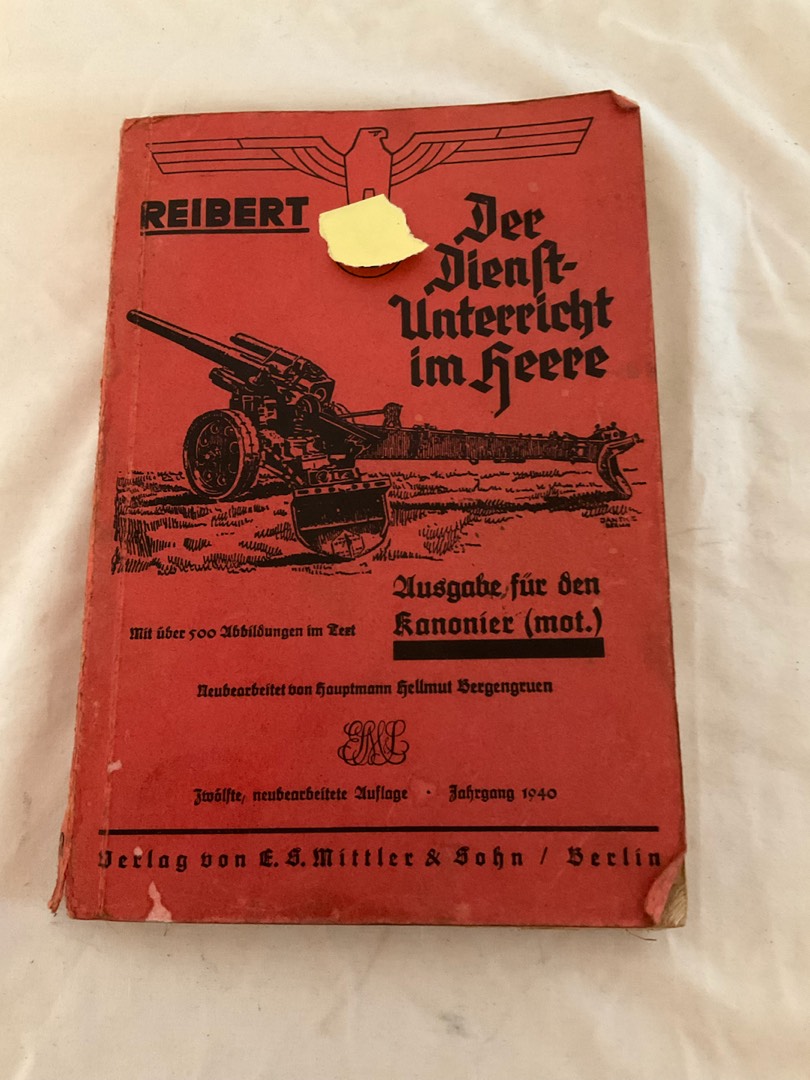 REIBERT
Der
Dienst-
Unterricht
im Heere
Ausgabe für den
Kanonier (mot.)
Mit über 500 Abbildungen im Text
Neubearbeitet von Hauptmann Hellmut Bergengruen
Zwölfte, neubearbeitete Auflage · Jahrgang 1940
Verlag von E. S. Mittler & Sohn / Berlin